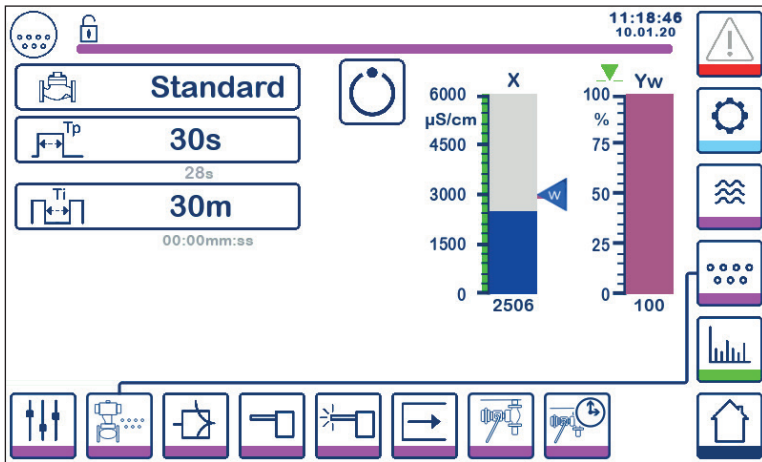 11:18:46
10.01.20
Standard
Tp
30s
28s
Ti
30m
00:00mm:ss
X
Yw
6000
µS/cm
4500
3000
1500
0
W
2506
100
%
75
50
25
0
100